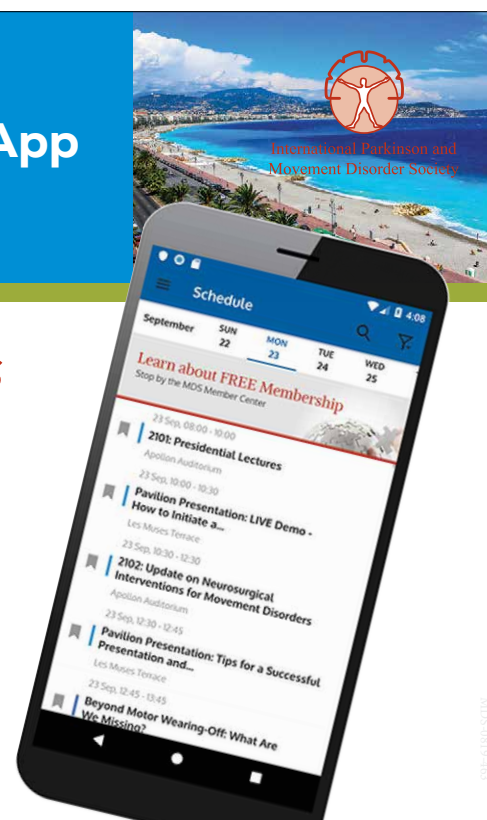 App
International Parkinson and
Movement Disorder Society
4:08
Schedule
September
SUN
22
MON
23
TUE
24
WED
25
Learn about FREE Membership
Stop by the MDS Member Center
23 Sep, 08:00 - 10:00
2101: Presidential Lectures
Apollon Auditorium
23 Sep, 10:00 - 10:30
Pavilion Presentation: LIVE Demo -
How to Initiate a...
Les Muses Terrace
23 Sep, 10:30 - 12:30
2102: Update on Neurosurgical
Interventions for Movement Disorders
Apollon Auditorium
23 Sep, 12:30 - 12:45
Pavilion Presentation: Tips for a Successful
Presentation and...
Les Muses Terrace
23 Sep, 12:45 - 13:45
Beyond Motor Wearing-Off: What Are
We Missing?